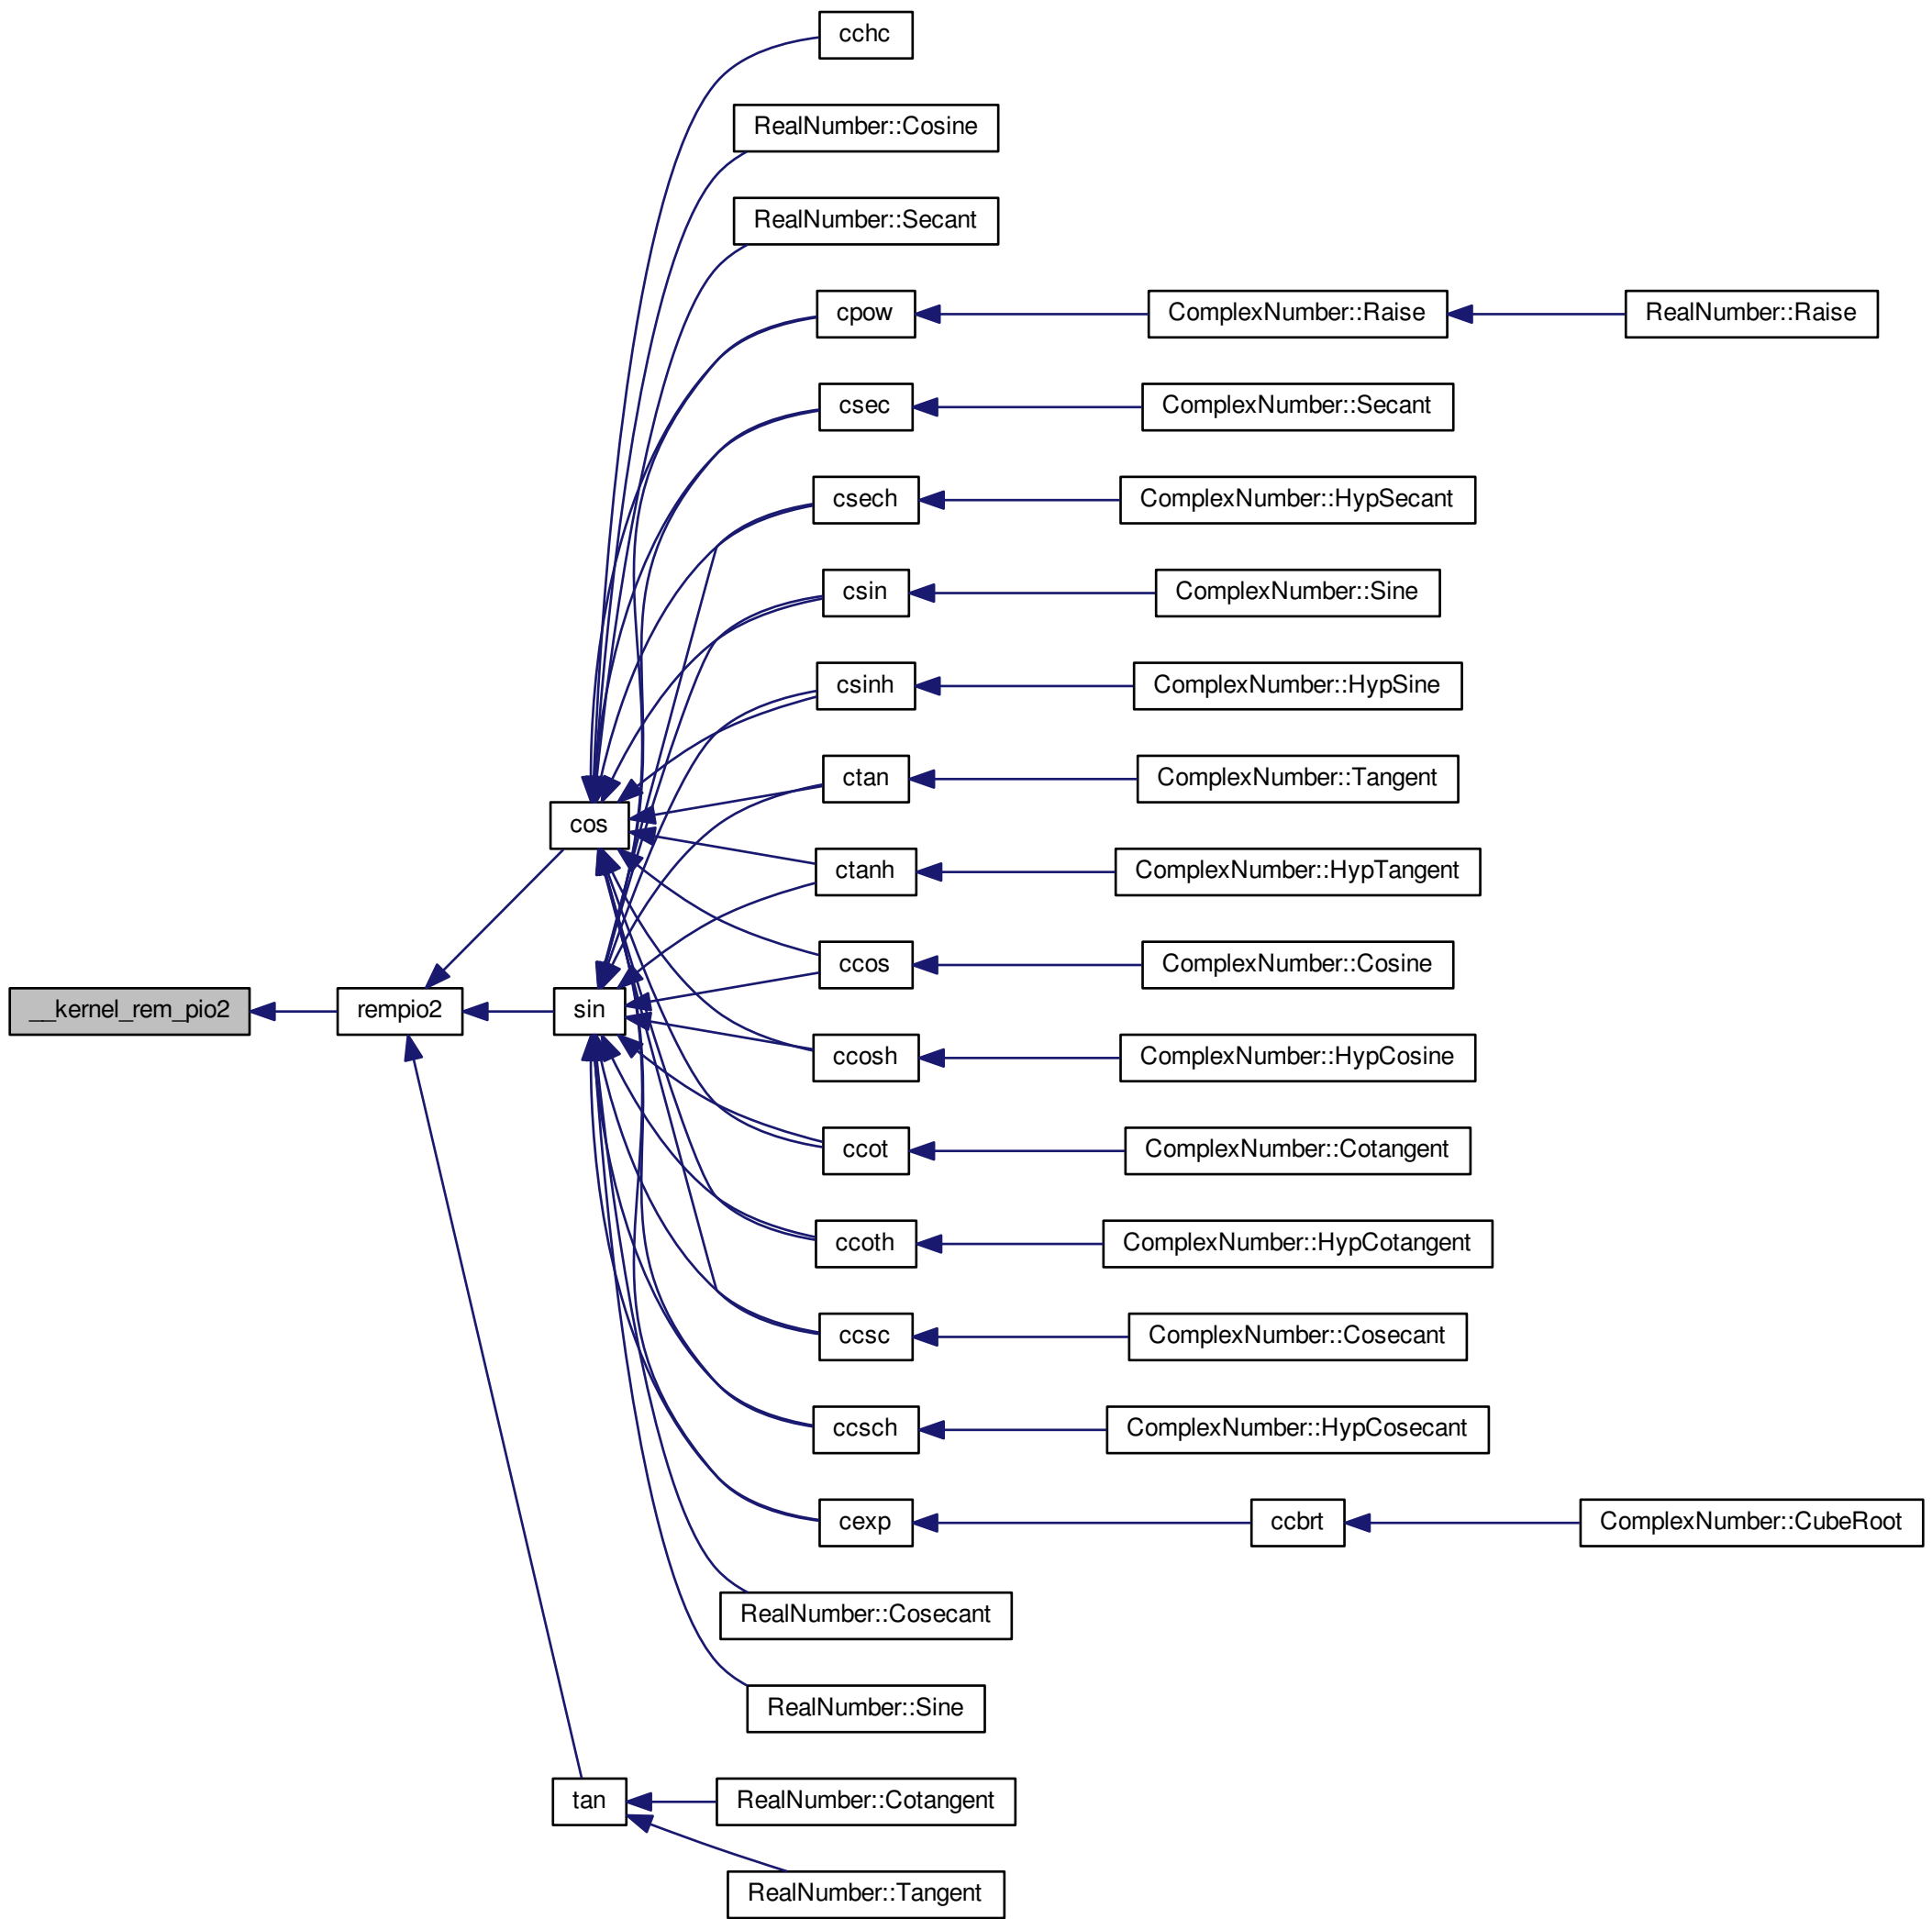 cchc
RealNumber::Cosine
RealNumber::Secant
cpow
ComplexNumber::Raise
RealNumber::Raise
csec
ComplexNumber::Secant
csech
ComplexNumber::HypSecant
csin
ComplexNumber::Sine
csinh
ComplexNumber::HypSine
ctan
ComplexNumber::Tangent
cos
ctanh
ComplexNumber::HypTangent
ccos
ComplexNumber::Cosine
__kernel_rem_pio2
rempio2
sin
ccosh
ComplexNumber::HypCosine
ccot
ComplexNumber::Cotangent
ccoth
ComplexNumber::HypCotangent
ccsc
ComplexNumber::Cosecant
ccsch
ComplexNumber::HypCosecant
cexp
ccbrt
ComplexNumber::CubeRoot
RealNumber::Cosecant
RealNumber::Sine
tan
RealNumber::Cotangent
RealNumber::Tangent